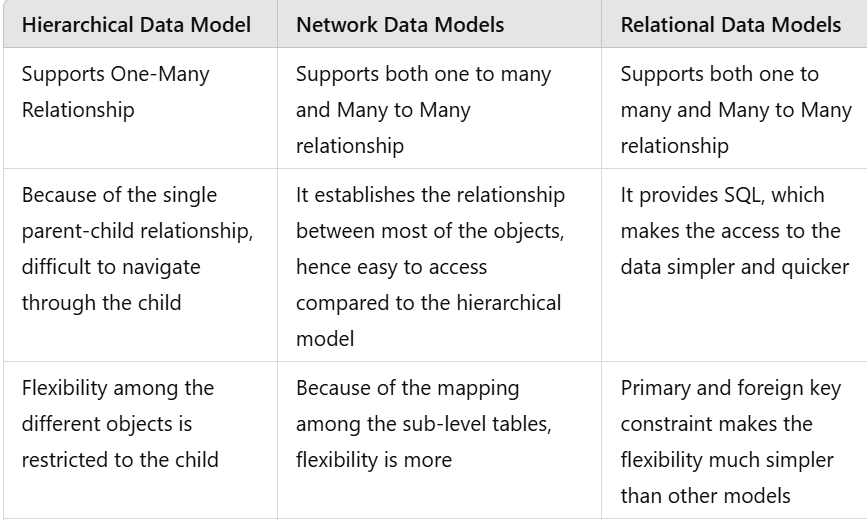 Hierarchical Data Model
Network Data Models
Relational Data Models
Supports One-Many
Relationship
Supports both one to many
and Many to Many
relationship
Supports both one to
many and Many to Many
relationship
Because of the single
parent-child relationship,
difficult to navigate
through the child
It establishes the relationship
between most of the objects,
hence easy to access
compared to the hierarchical
model
It provides SQL, which
makes the access to the
data simpler and quicker
Flexibility among the
different objects is
restricted to the child
Because of the mapping
among the sub-level tables,
flexibility is more
Primary and foreign key
constraint makes the
flexibility much simpler
than other models